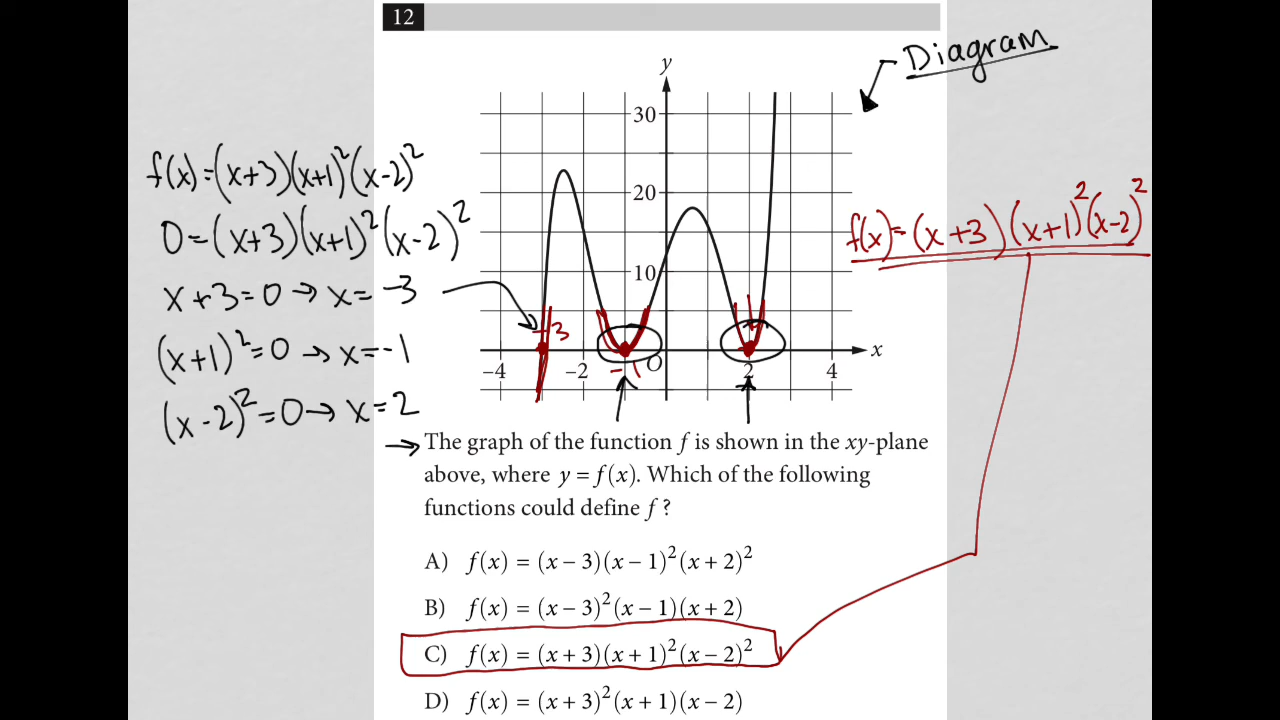 12
Diagram
y
30
20
10
-3
-4
-2
-1
O
2
4
x
f(x)=(x+3)(x+1)²(x-2)²
0=(x+3)(x+1)²(x-2)²
x+3=0→x=-3
(x+1)²=0→x=-1
(x-2)²=0→x=2
f(x)=(x+3)(x+1)²(x-2)²
→The graph of the function f is shown in the xy-plane
above, where y = f(x). Which of the following
functions could define f ?
A) f(x) = (x − 3)(x − 1)²(x + 2)²
B) f(x) = (x − 3)²(x − 1)(x + 2)
C) f(x) = (x + 3)(x + 1)²(x − 2)²
D) f(x) = (x + 3)²(x + 1)(x − 2)